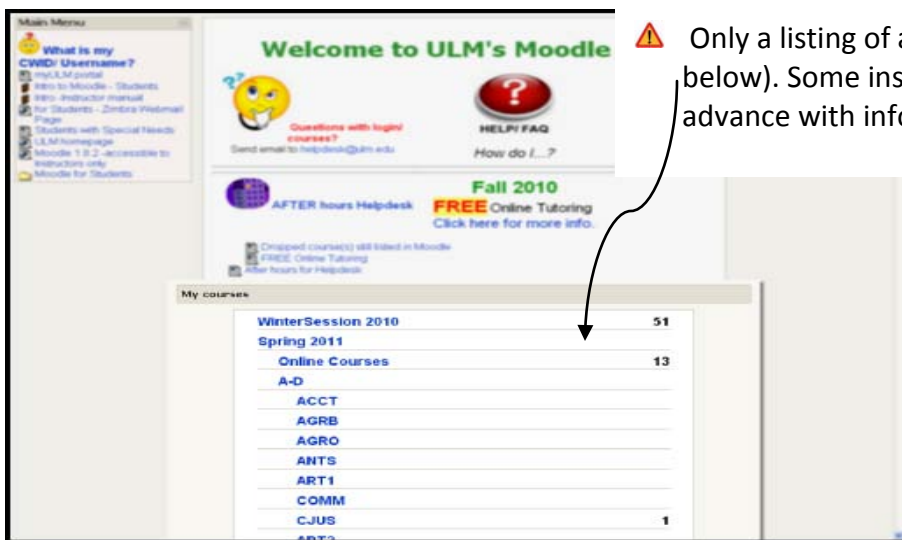 Main Menu
What is my
CWID/ Username?
myULM portal
Intro to Moodle - Students
Intro -Instructor manual
for Students - Zimbra Webmail
Page
Students with Special Needs
ULM homepage
Moodle 1.8.2 -accessible to
instructors only
Moodle for Students
Welcome to ULM's Moodle
Questions with login/
courses?
Send email to helpdesk@ulm.edu
HELP/ FAQ
How do I...?
AFTER hours Helpdesk
Fall 2010
FREE Online Tutoring
Click here for more info.
Dropped course(s) still listed in Moodle
FREE Online Tutoring
After hours for Helpdesk
Only a listing of a
below). Some ins
advance with info
My courses
WinterSession 2010 51
Spring 2011
Online Courses 13
A-D
ACCT
AGRB
AGRO
ANTS
ART1
COMM
CJUS 1